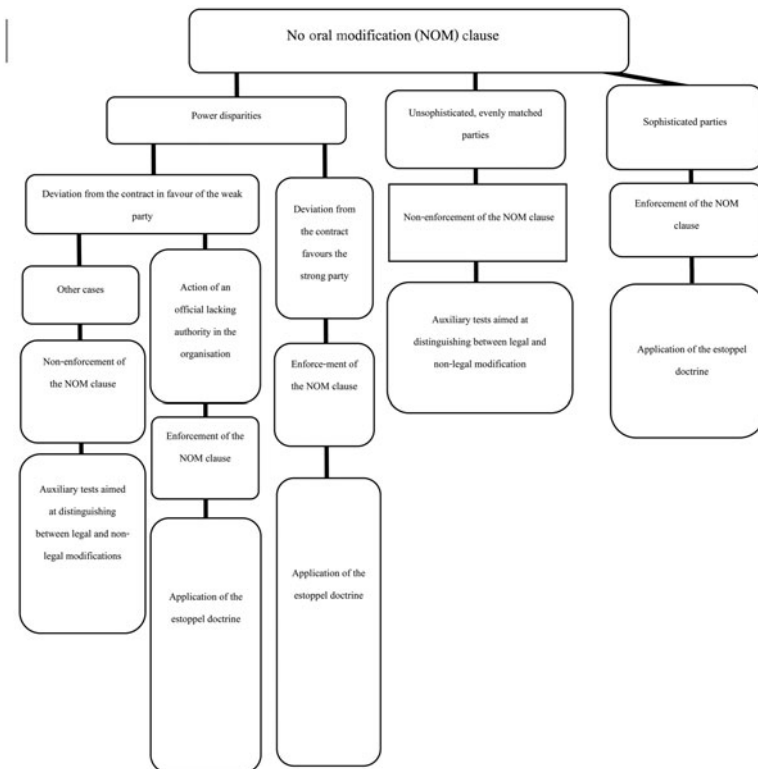 No oral modification (NOM) clause
Power disparities
Unsophisticated, evenly matched
parties
Sophisticated parties
Deviation from the contract in favour of the weak
party
Deviation from
the contract
favours the
strong party
Non-enforcement of the NOM clause
Enforcement of the NOM
clause
Other cases
Action of an
official lacking
authority in the
organisation
Auxiliary tests aimed at
distinguishing between legal and
non-legal modification
Application of the estoppel
doctrine
Non-enforcement of
the NOM clause
Enforce-ment of
the NOM clause
Enforcement of the
NOM clause
Auxiliary tests aimed
at distinguishing
between legal and non-
legal modifications
Application of the
estoppel doctrine
Application of the
estoppel doctrine